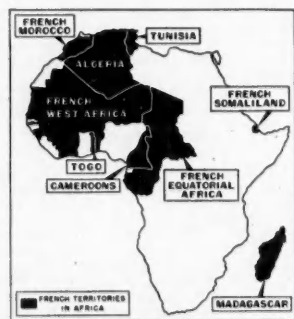 FRENCH
MOROCCO
TUNISIA
ALGERIA
FRENCH
WEST AFRICA
FRENCH
SOMALILAND
TOGO
CAMEROONS
FRENCH
EQUATORIAL
AFRICA
MADAGASCAR
FRENCH TERRITORIES
IN AFRICA